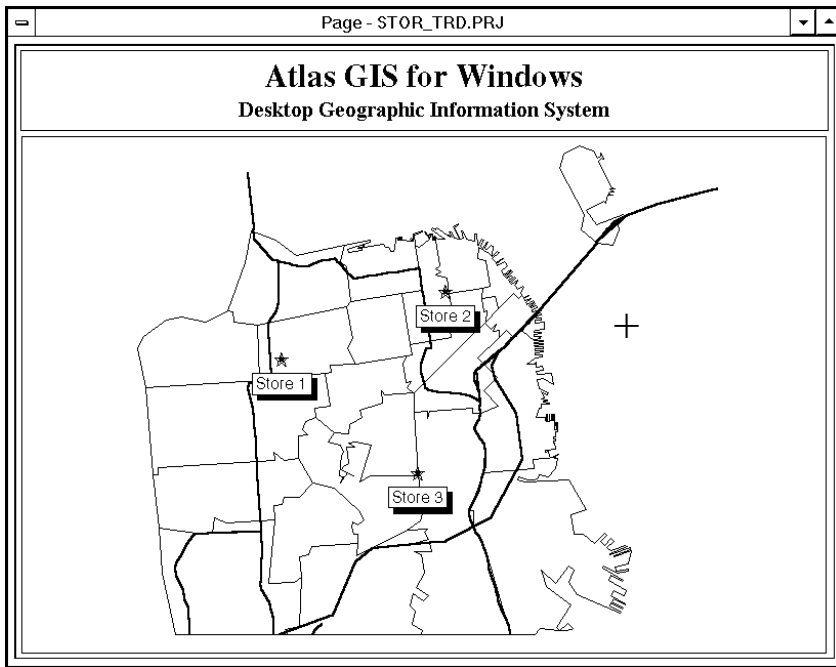 Page - STOR_TRD.PRJ
Atlas GIS for Windows
Desktop Geographic Information System
Store 2
Store 1
Store 3